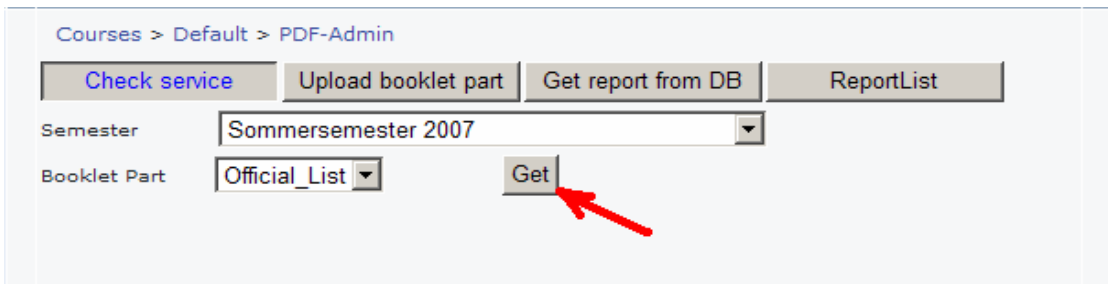 Courses > Default > PDF-Admin
Check service Upload booklet part Get report from DB ReportList
Semester Sommersemester 2007
Booklet Part Official_List Get